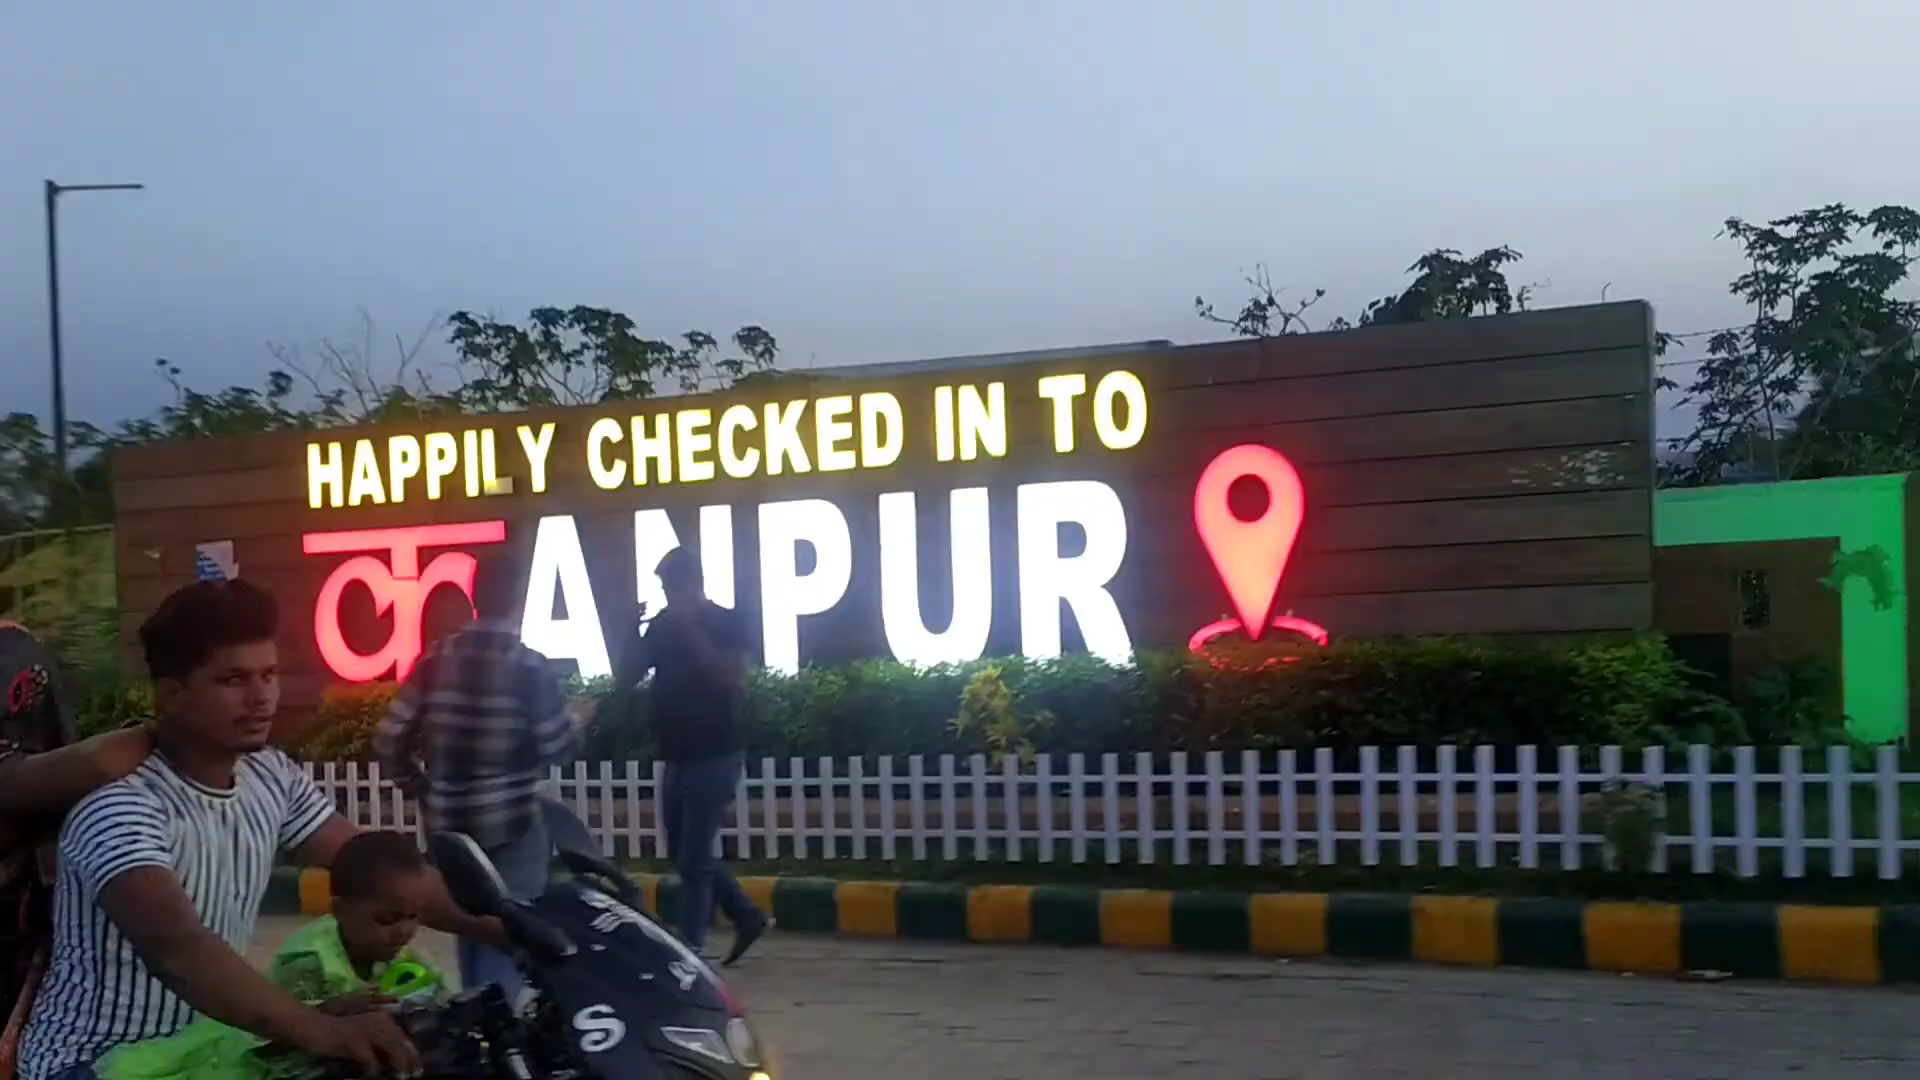 HAPPILY CHECKED IN TO
कANPUR
S